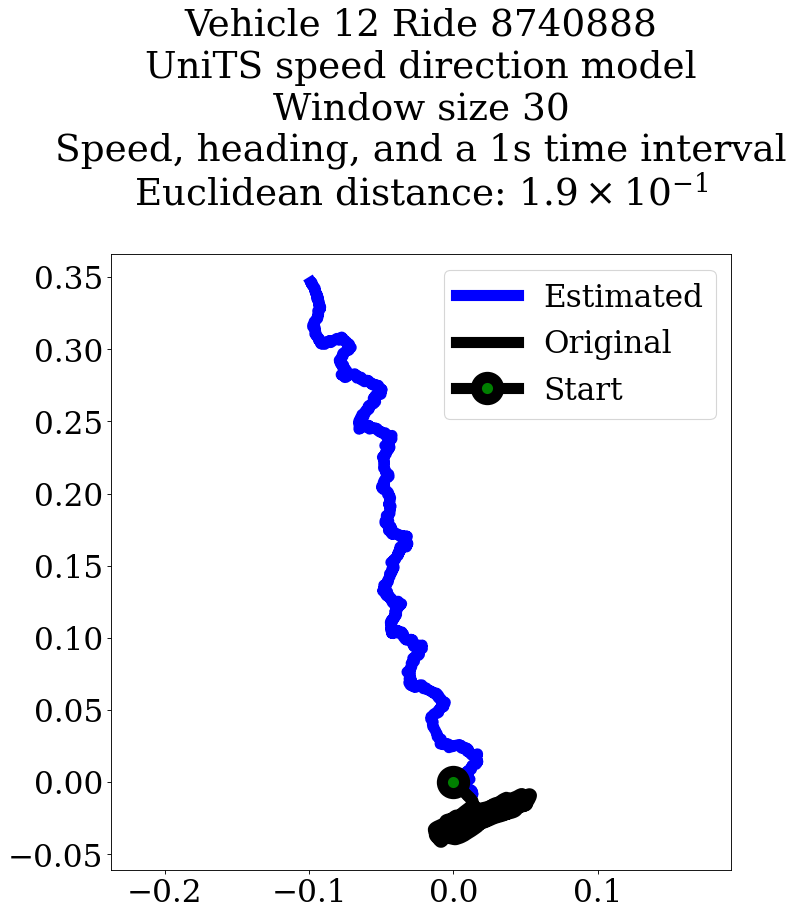 Vehicle 12 Ride 8740888
UniTS speed direction model
Window size 30
Speed, heading, and a 1s time interval
Euclidean distance: 1.9 × 10⁻¹
Estimated
Original
Start
0.35
0.30
0.25
0.20
0.15
0.10
0.05
0.00
−0.05
−0.2
−0.1
0.0
0.1